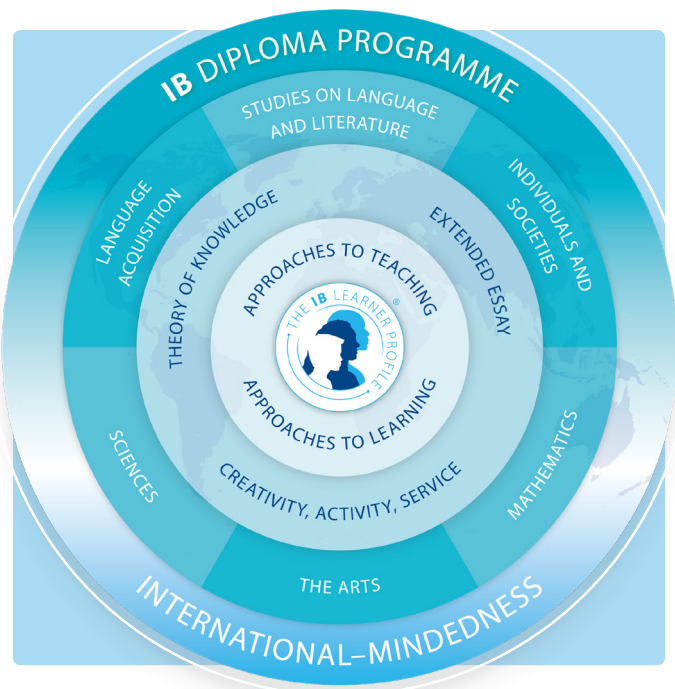 IB DIPLOMA PROGRAMME
STUDIES ON LANGUAGE
AND LITERATURE
LANGUAGE
ACQUISITION
INDIVIDUALS AND
SOCIETIES
THEORY OF KNOWLEDGE
EXTENDED ESSAY
APPROACHES TO TEACHING
THE IB LEARNER PROFILE®
APPROACHES TO LEARNING
CREATIVITY, ACTIVITY, SERVICE
SCIENCES
MATHEMATICS
THE ARTS
INTERNATIONAL–MINDEDNESS